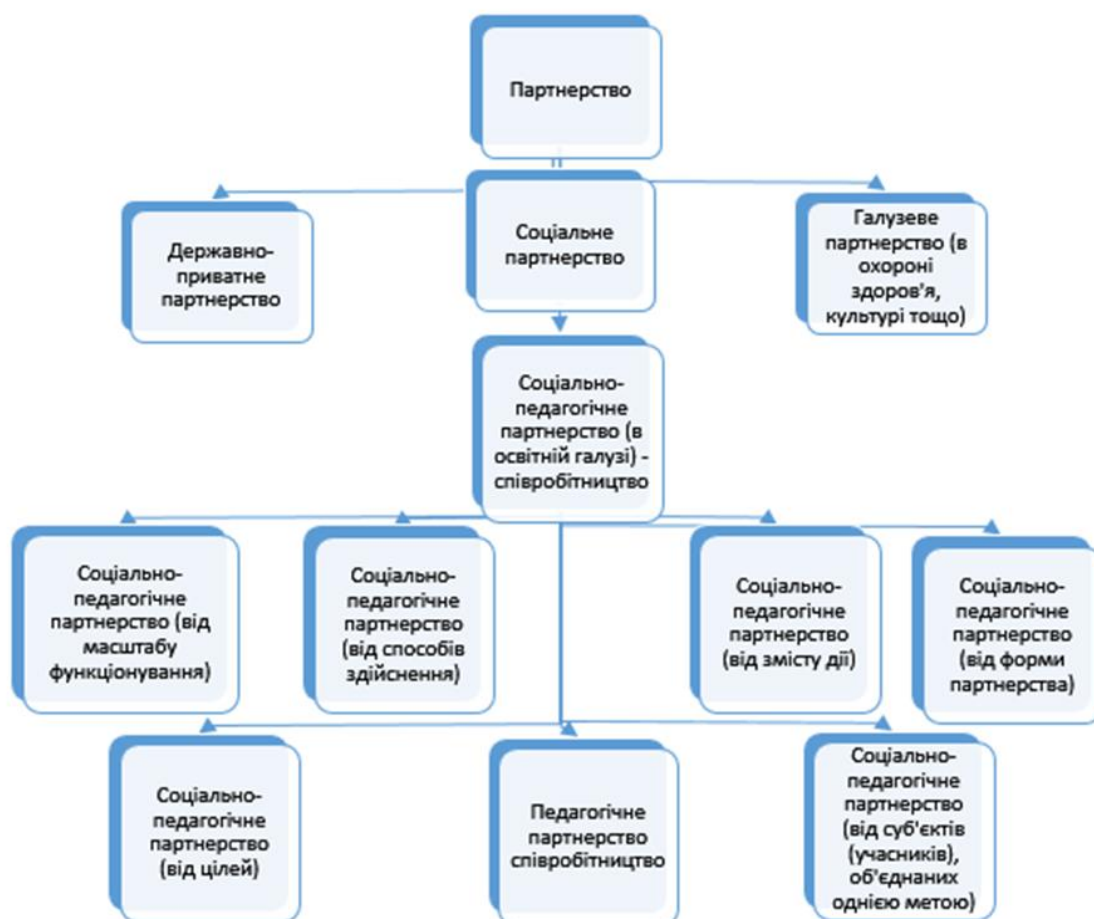 Партнерство
Державно-
приватне
партнерство
Соціальне
партнерство
Галузеве
партнерство (в
охороні
здоров'я,
культурі тощо)
Соціально-
педагогічне
партнерство (в
освітній галузі) -
співробітництво
Соціально-
педагогічне
партнерство (від
масштабу
функціонування)
Соціально-
педагогічне
партнерство
(від способів
здійснення)
Соціально-
педагогічне
партнерство
(від змісту дії)
Соціально-
педагогічне
партнерство
(від форми
партнерства)
Соціально-
педагогічне
партнерство
(від цілей)
Педагогічне
партнерство
співробітництво
Соціально-
педагогічне
партнерство
(від суб'єктів
(учасників),
об'єднаних
однією метою)